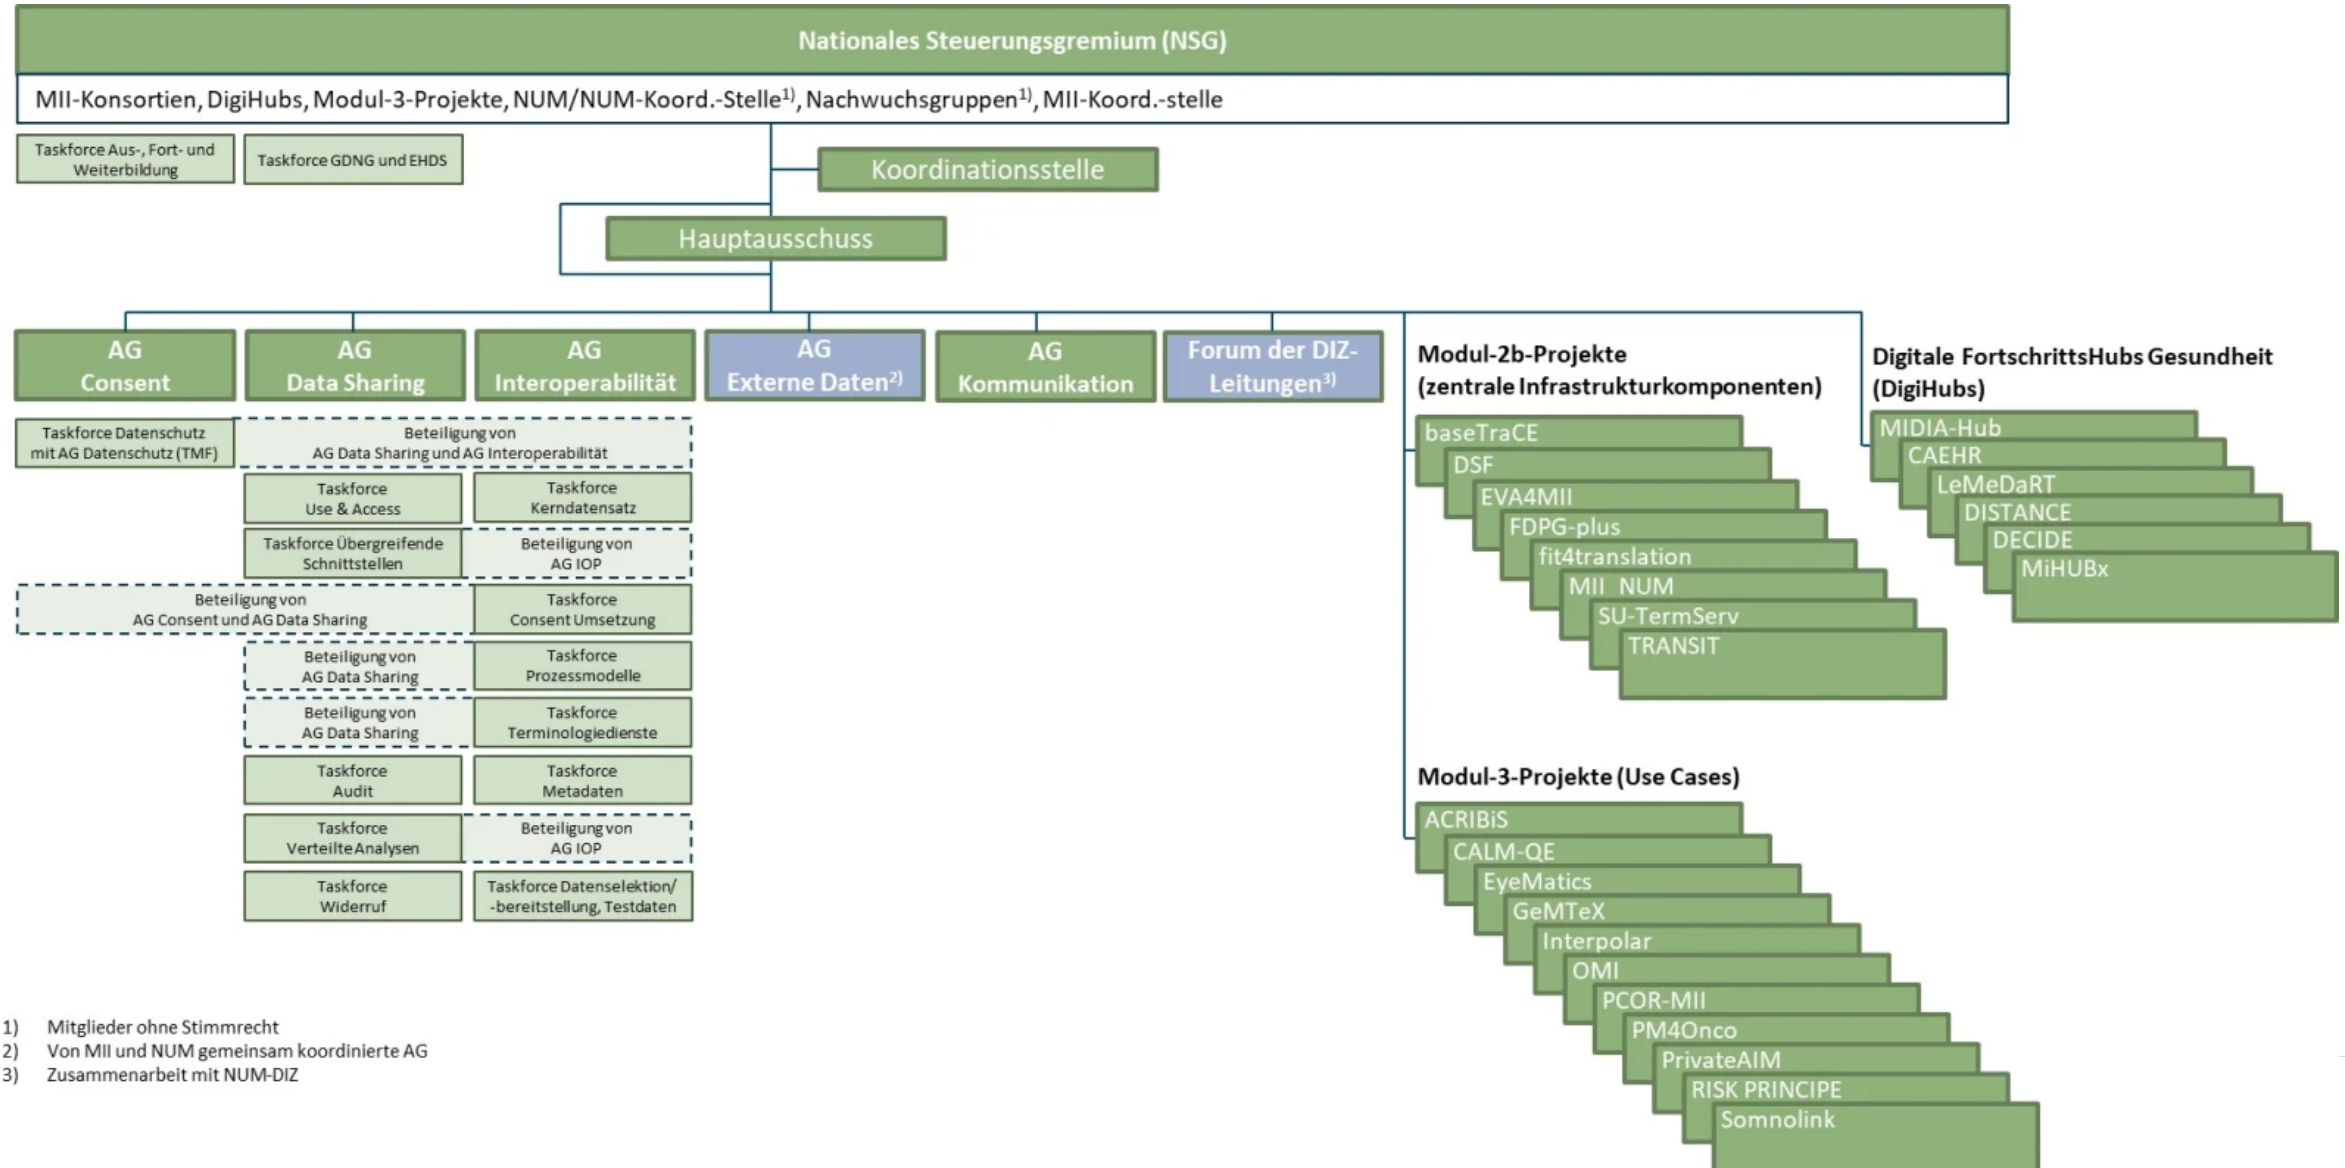 Nationales Steuerungsgremium (NSG)
MII-Konsortien, DigiHubs, Modul-3-Projekte, NUM/NUM-Koord.-Stelle1), Nachwuchsgruppen1), MII-Koord.-stelle
Taskforce Aus-, Fort- und
Weiterbildung
Taskforce GDNG und EHDS
Koordinationsstelle
Hauptausschuss
AG
Consent
AG
Data Sharing
AG
Interoperabilität
AG
Externe Daten2)
AG
Kommunikation
Forum der DIZ-
Leitungen3)
Taskforce Datenschutz
mit AG Datenschutz (TMF)
Beteiligung von
AG Data Sharing und AG Interoperabilität
Taskforce
Use & Access
Taskforce
Kerndatensatz
Taskforce Übergreifende
Schnittstellen
Beteiligung von
AG IOP
Beteiligung von
AG Consent und AG Data Sharing
Taskforce
Consent Umsetzung
Beteiligung von
AG Data Sharing
Taskforce
Prozessmodelle
Beteiligung von
AG Data Sharing
Taskforce
Terminologiedienste
Taskforce
Audit
Taskforce
Metadaten
Taskforce
Verteilte Analysen
Beteiligung von
AG IOP
Taskforce
Widerruf
Taskforce Datenselektion/
-bereitstellung, Testdaten
Modul-2b-Projekte
(zentrale Infrastrukturkomponenten)
baseTraCE
DSF
EVA4MII
FDPG-plus
fit4translation
MII_NUM
SU-TermServ
TRANSIT
Digitale FortschrittsHubs Gesundheit
(DigiHubs)
MIDIA-Hub
CAEHR
LeMeDaRT
DISTANCE
DECIDE
MiHUBx
Modul-3-Projekte (Use Cases)
ACRIBiS
CALM-QE
EyeMatics
GeMTeX
Interpolar
OMI
PCOR-MII
PM4Onco
PrivateAIM
RISK PRINCIPE
Somnolink
1) Mitglieder ohne Stimmrecht
2) Von MII und NUM gemeinsam koordinierte AG
3) Zusammenarbeit mit NUM-DIZ